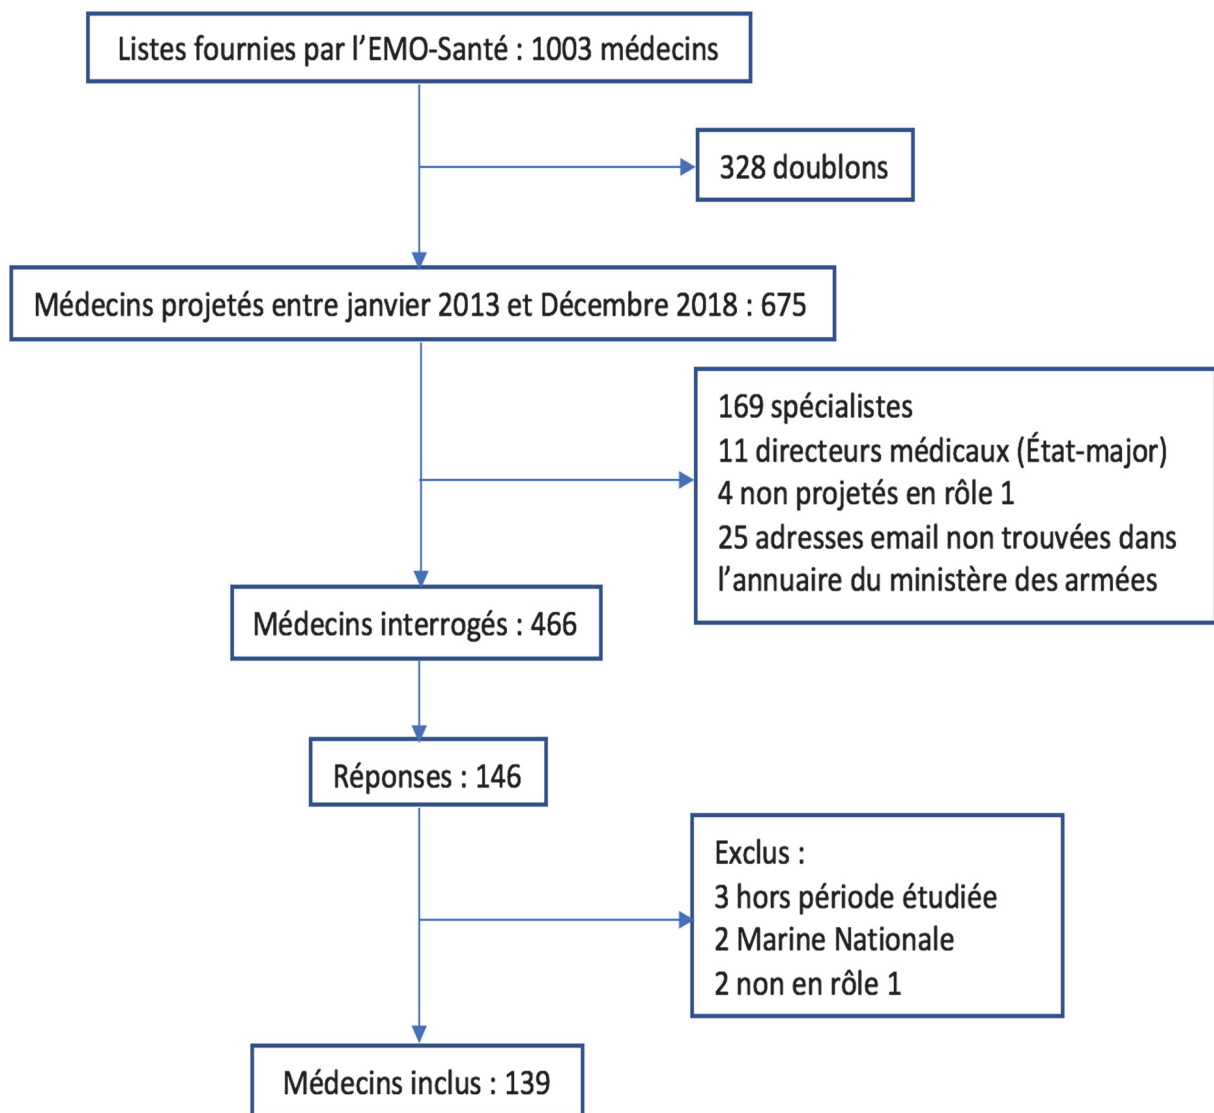 Listes fournies par l'EMO-Santé : 1003 médecins
328 doublons
Médecins projetés entre janvier 2013 et Décembre 2018 : 675
169 spécialistes
11 directeurs médicaux (État-major)
4 non projetés en rôle 1
25 adresses email non trouvées dans
l'annuaire du ministère des armées
Médecins interrogés : 466
Réponses : 146
Exclus :
3 hors période étudiée
2 Marine Nationale
2 non en rôle 1
Médecins inclus : 139